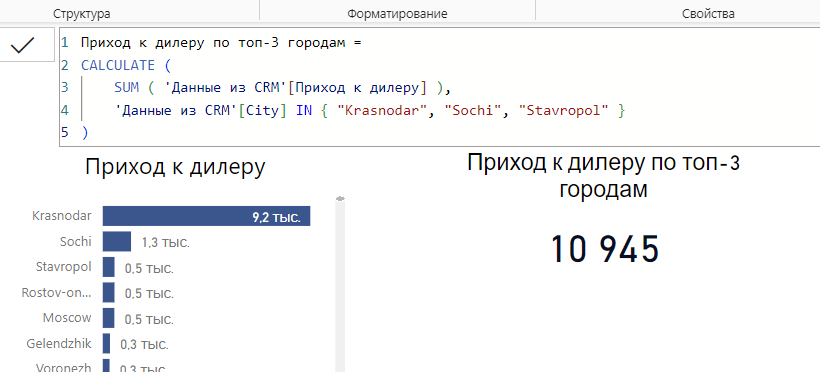 Структура Форматирование Свойства
1 Приход к дилеру по топ-3 городам =
2 CALCULATE (
3 SUM ( 'Данные из CRM'[Приход к дилеру] ),
4 'Данные из CRM'[City] IN { "Krasnodar", "Sochi", "Stavropol" }
5 )
Приход к дилеру
Krasnodar 9,2 тыс.
Sochi 1,3 тыс.
Stavropol 0,5 тыс.
Rostov-on... 0,5 тыс.
Moscow 0,5 тыс.
Gelendzhik 0,3 тыс.
Voronezh 0,3 тыс.
Приход к дилеру по топ-3
городам
10 945